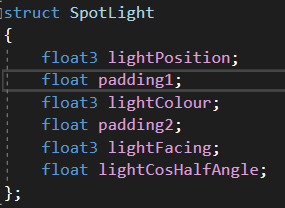 struct SpotLight
{
float3 lightPosition;
float padding1;
float3 lightColour;
float padding2;
float3 lightFacing;
float lightCosHalfAngle;
};